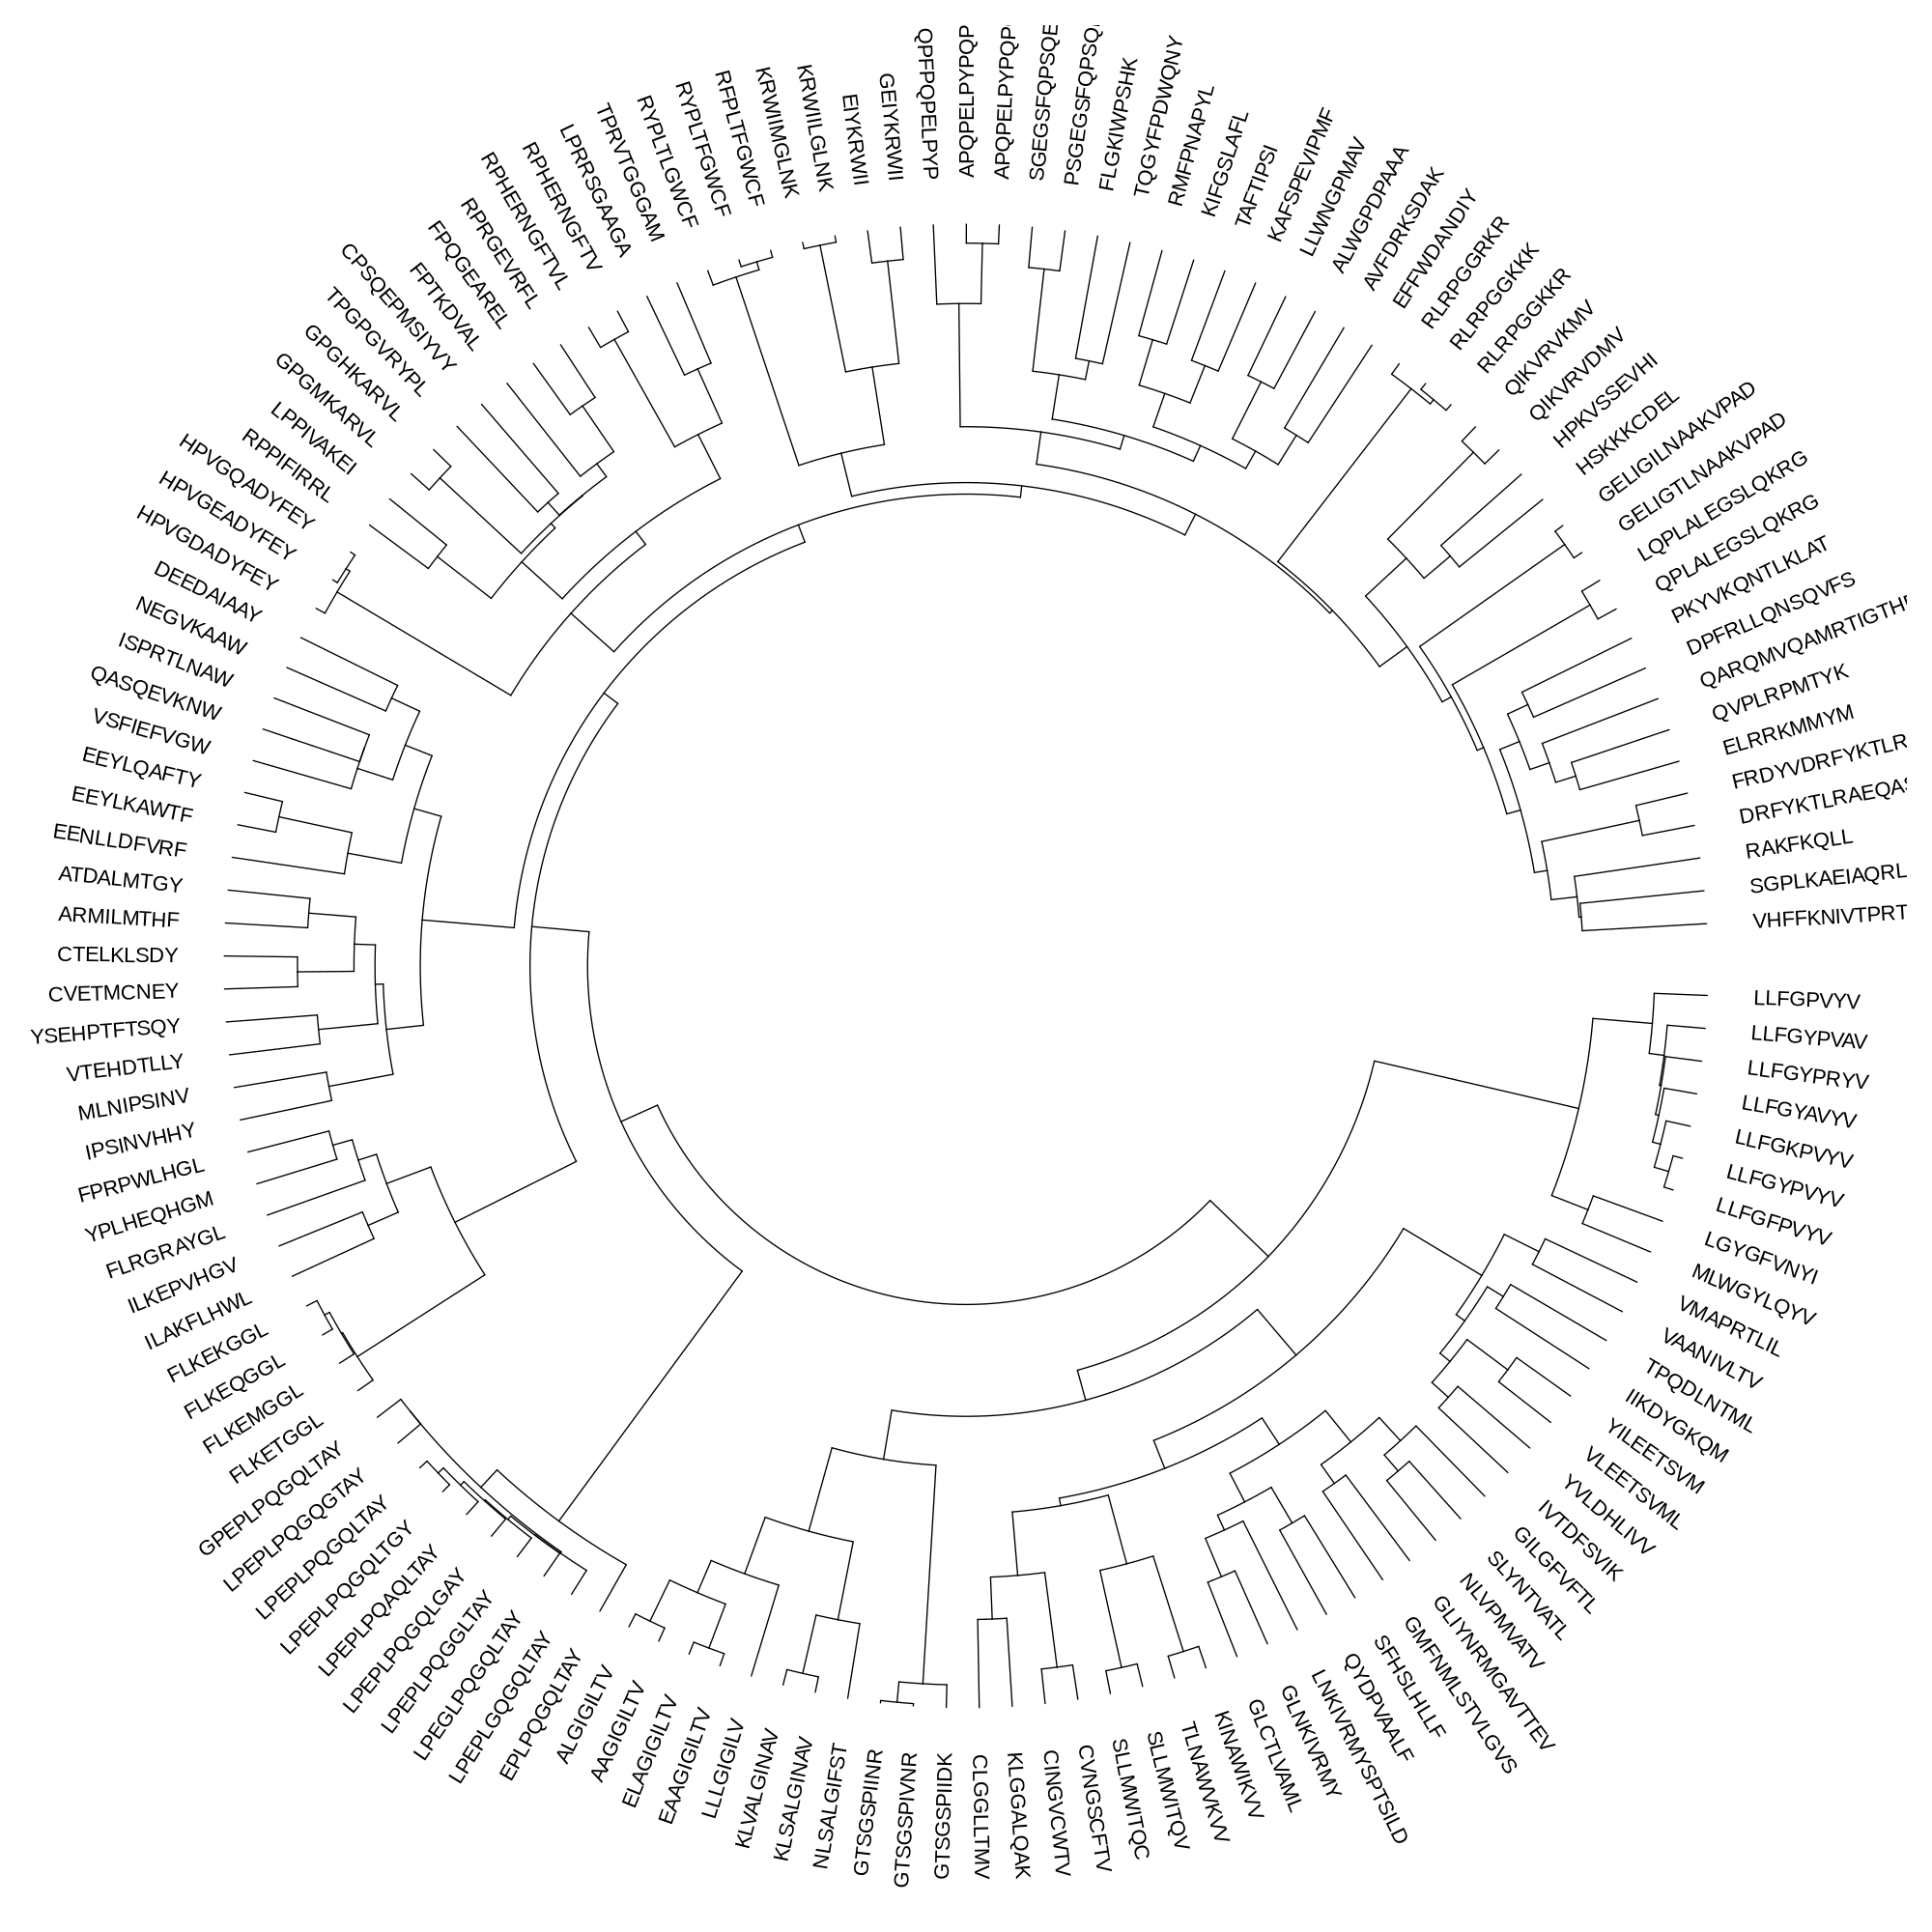 QPFPQPELPYP
APQPELPYPQP
APQPELPYPQP
SGEGSFQPSQE
PSGEGSFQPSQ
FLGKIWPSHK
TQGYFPDWQNY
RMFPNAPYL
KIFGSLAFL
TAFTIPSI
KAFSPEVIPMF
LLWNGPMAV
ALWGPDPAAA
AVFDRKSDAK
EFFWDANDIY
RLRPGGRKR
RLRPGGKKK
RLRPGGKKR
QIKVRVKMV
QIKVRVDMV
HPKVSSEVHI
HSKKKCDEL
GELIGILNAAKVPAD
GELIGTLNAAKVPAD
LQPLALEGSLQKRG
QPLALEGSLQKRG
PKYVKQNTLKLAT
DPFRLLQNSQVFS
QARQMVQAMRTIGTH
QVPLRPMTYK
ELRRKMMYM
FRDYVDRFYKTLR
DRFYKTLRAEQAS
RAKFKQLL
SGPLKAEIAQRL
VHFFKNIVTPRT
LLFGPVYV
LLFGYPVAV
LLFGYPRYV
LLFGYAVYV
LLFGKPVYV
LLFGYPVYV
LLFGFPVYV
LGYGFVNYI
MLWGYLQYV
VMAPRTLIL
VAANIVLTV
TPQDLNTML
IIKDYGKQM
YILEETSVM
VLEETSVML
YVLDHLIVV
IVTDFSVIK
GILGFVFTL
SLYNTVATL
NLVPMVATV
GLIYNRMGAVTTEV
GMFNMLSTVLGVS
SFHSLHLLF
QYDPVAALF
LNKIVRMYSPTSILD
GLNKIVRMY
GLCTLVAML
KINAWIKVV
TLNAWVKVV
SLLMWITQV
SLLMWITQC
CVNGSCFTV
CINGVCWTV
KLGGALQAK
CLGGLLTMV
GTSGSPIIDK
GTSGSPIVNR
GTSGSPIINR
NLSALGIFST
KLSALGINAV
KLVALGINAV
LLLGIGILV
EAAGIGILTV
ELAGIGILTV
AAGIGILTV
ALGIGILTV
EPLPQGQLTAY
LPEPLGQGQLTAY
LPEGLPQGQLTAY
LPEPLPQGGLTAY
LPEPLPQGQLGAY
LPEPLPQAQLTAY
LPEPLPQGQLTGY
LPEPLPQGQLTAY
LPEPLPQGQGTAY
GPEPLPQGQLTAY
FLKETGGL
FLKEMGGL
FLKEQGGL
FLKEKGGL
ILAKFLHWL
ILKEPVHGV
FLRGRAYGL
YPLHEQHGM
FPRPWLHGL
IPSINVHHY
MLNIPSINV
VTEHDTLLY
YSEHPTFTSQY
CVETMCNEY
CTELKLSDY
ARMILMTHF
ATDALMTGY
EENLLDFVRF
EEYLKAWTF
EEYLQAFTY
VSFIEFVGW
QASQEVKNW
ISPRTLNAW
NEGVKAAW
DEEDAIAAY
HPVGDADYFEY
HPVGEADYFEY
HPVGQADYFEY
RPPIFIRRL
LPPIVAKEI
GPGMKARVL
GPGHKARVL
TPGPGVRYPL
CPSQEPMSIYVY
FPTKDVAL
FPQGEAREL
RPRGEVRFL
RPHERNGFTVL
RPHERNGFTV
LPRRSGAAGA
TPRVTGGGAM
RYPLTLGWCF
RYPLTFGWCF
RFPLTFGWCF
KRWIIMGLNK
KRWIILGLNK
EIYKRWII
GEIYKRWII